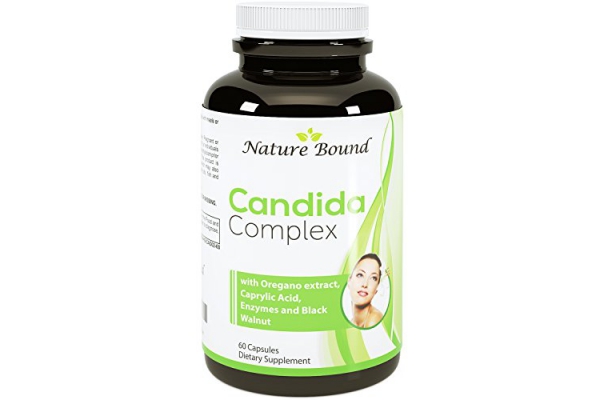 Nature Bound
Candida
Complex
with Oregano extract,
Caprylic Acid,
Enzymes and Black
Walnut
60 Capsules
Dietary Supplement